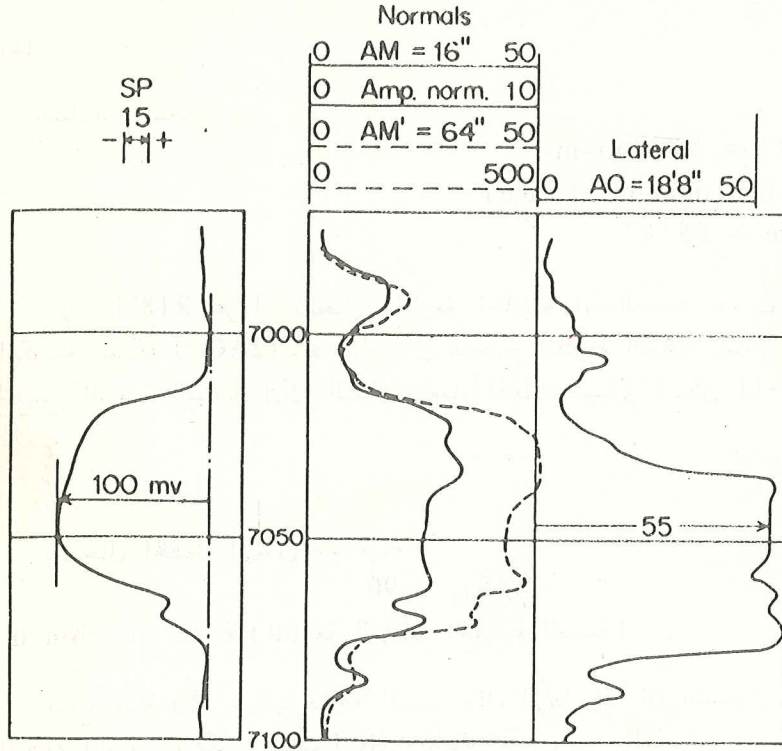 Normals
0 AM = 16" 50
0 Amp. norm. 10
0 AM' = 64" 50
0 500
SP
15
- +
Lateral
0 AO = 18'8" 50
7000
100 mv
7050
55
7100